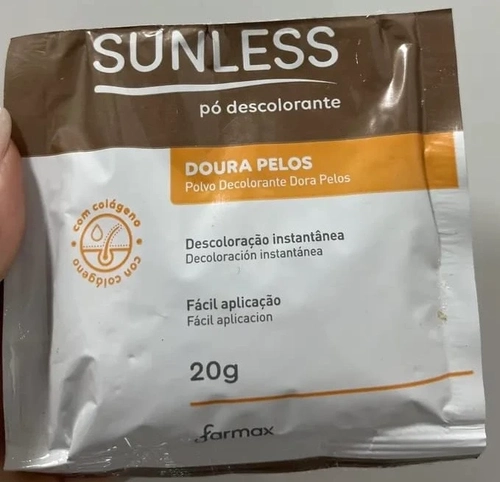 SUNLESS
pó descolorante
DOURA PELOS
Polvo Decolorante Dora Pelos
com colágeno
con colágeno
Descoloração instantânea
Decoloración instantánea
Fácil aplicação
Fácil aplicacion
20g
farmax